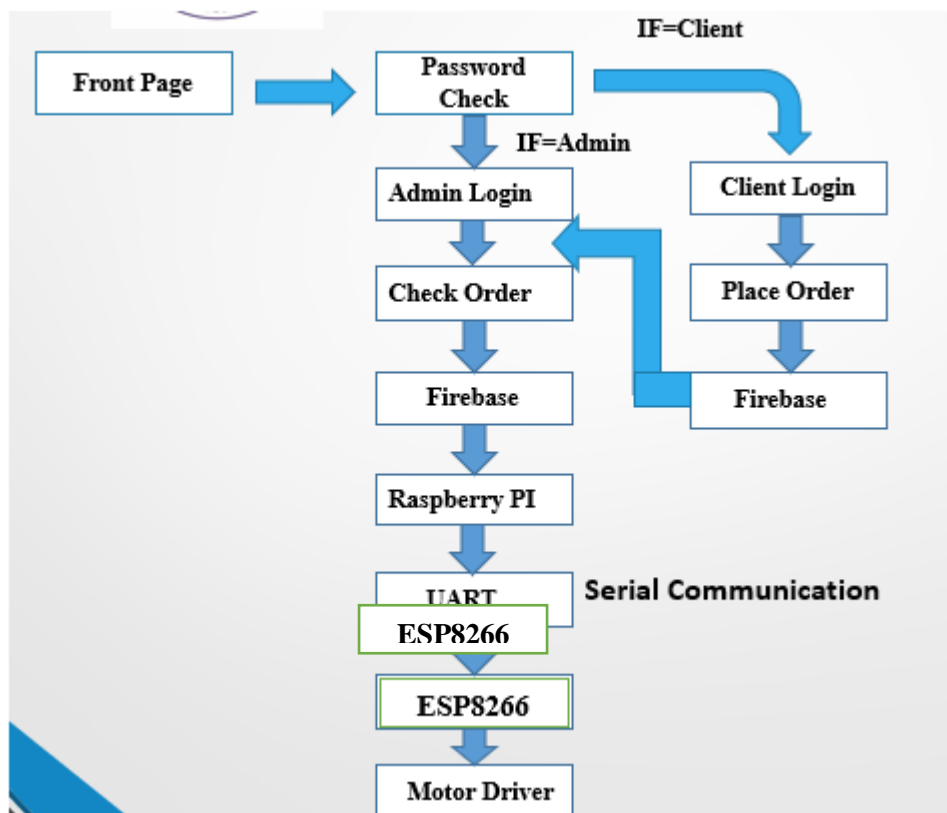 IF=Client
Front Page
Password
Check
IF=Admin
Admin Login
Client Login
Check Order
Place Order
Firebase
Firebase
Raspberry PI
UART
Serial Communication
ESP8266
ESP8266
Motor Driver